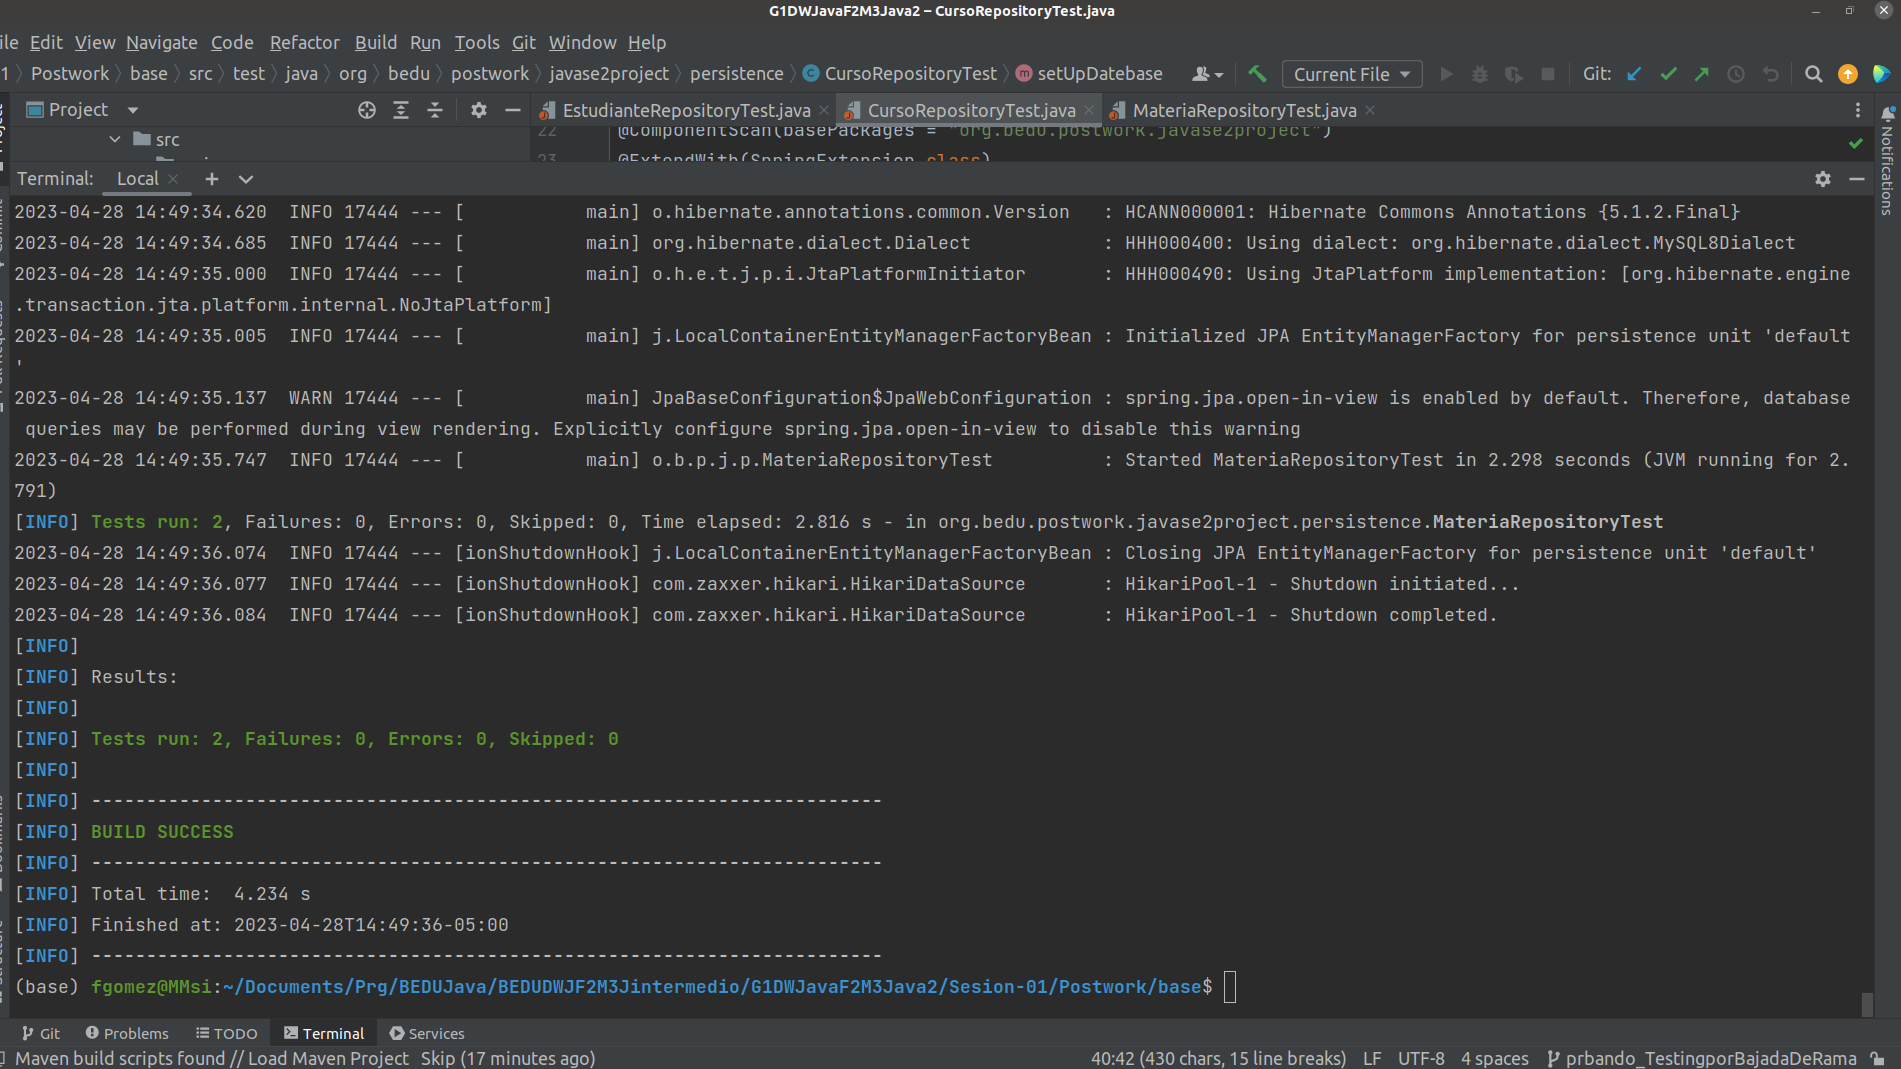 G1DWJavaF2M3Java2 – CursoRepositoryTest.java
ile Edit View Navigate Code Refactor Build Run Tools Git Window Help
1 Postwork base src test java org bedu postwork javase2project persistence CursoRepositoryTest setUpDatebase Current File Git:
Project EstudianteRepositoryTest.java CursoRepositoryTest.java MateriaRepositoryTest.java
src
22 @ComponentScan(basePackages = "org.bedu.postwork.javase2project")
23 @ExtendWith(SpringExtension.class)
Notifications
Terminal: Local
2023-04-28 14:49:34.620  INFO 17444 --- [           main] o.hibernate.annotations.common.Version   : HCANN000001: Hibernate Commons Annotations {5.1.2.Final}
2023-04-28 14:49:34.685  INFO 17444 --- [           main] org.hibernate.dialect.Dialect            : HHH000400: Using dialect: org.hibernate.dialect.MySQL8Dialect
2023-04-28 14:49:35.000  INFO 17444 --- [           main] o.h.e.t.j.p.i.JtaPlatformInitiator       : HHH000490: Using JtaPlatform implementation: [org.hibernate.engine
.transaction.jta.platform.internal.NoJtaPlatform]
2023-04-28 14:49:35.005  INFO 17444 --- [           main] j.LocalContainerEntityManagerFactoryBean : Initialized JPA EntityManagerFactory for persistence unit 'default
'
2023-04-28 14:49:35.137  WARN 17444 --- [           main] JpaBaseConfiguration$JpaWebConfiguration : spring.jpa.open-in-view is enabled by default. Therefore, database
 queries may be performed during view rendering. Explicitly configure spring.jpa.open-in-view to disable this warning
2023-04-28 14:49:35.747  INFO 17444 --- [           main] o.b.p.j.p.MateriaRepositoryTest          : Started MateriaRepositoryTest in 2.298 seconds (JVM running for 2.
791)
[INFO] Tests run: 2, Failures: 0, Errors: 0, Skipped: 0, Time elapsed: 2.816 s - in org.bedu.postwork.javase2project.persistence.MateriaRepositoryTest
2023-04-28 14:49:36.074  INFO 17444 --- [ionShutdownHook] j.LocalContainerEntityManagerFactoryBean : Closing JPA EntityManagerFactory for persistence unit 'default'
2023-04-28 14:49:36.077  INFO 17444 --- [ionShutdownHook] com.zaxxer.hikari.HikariDataSource       : HikariPool-1 - Shutdown initiated...
2023-04-28 14:49:36.084  INFO 17444 --- [ionShutdownHook] com.zaxxer.hikari.HikariDataSource       : HikariPool-1 - Shutdown completed.
[INFO]
[INFO] Results:
[INFO]
[INFO] Tests run: 2, Failures: 0, Errors: 0, Skipped: 0
[INFO]
[INFO] ------------------------------------------------------------------------
[INFO] BUILD SUCCESS
[INFO] ------------------------------------------------------------------------
[INFO] Total time:  4.234 s
[INFO] Finished at: 2023-04-28T14:49:36-05:00
[INFO] ------------------------------------------------------------------------
(base) fgomez@MMsi:~/Documents/Prg/BEDUJava/BEDUDWJF2M3Jintermedio/G1DWJavaF2M3Java2/Sesion-01/Postwork/base$
Git Problems TODO Terminal Services
Maven build scripts found // Load Maven Project Skip (17 minutes ago) 40:42 (430 chars, 15 line breaks) LF UTF-8 4 spaces prbando_TestingporBajadaDeRama